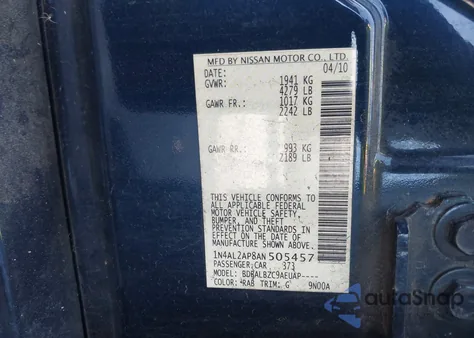 MFD BY NISSAN MOTOR CO., LTD.
DATE: 04/10
GVWR: 1941 KG
4279 LB
GAWR FR.: 1017 KG
2242 LB
GAWR RR.: 993 KG
2189 LB
THIS VEHICLE CONFORMS TO
ALL APPLICABLE FEDERAL
MOTOR VEHICLE SAFETY,
BUMPER, AND THEFT
PREVENTION STANDARDS IN
EFFECT ON THE DATE OF
MANUFACTURE SHOWN ABOVE.
1N4AL2AP8AN505457
PASSENGER CAR 373
MODEL: BDRALBZC9AEUAP----
COLOR: RAB TRIM: G 9N00A
AutoSnap